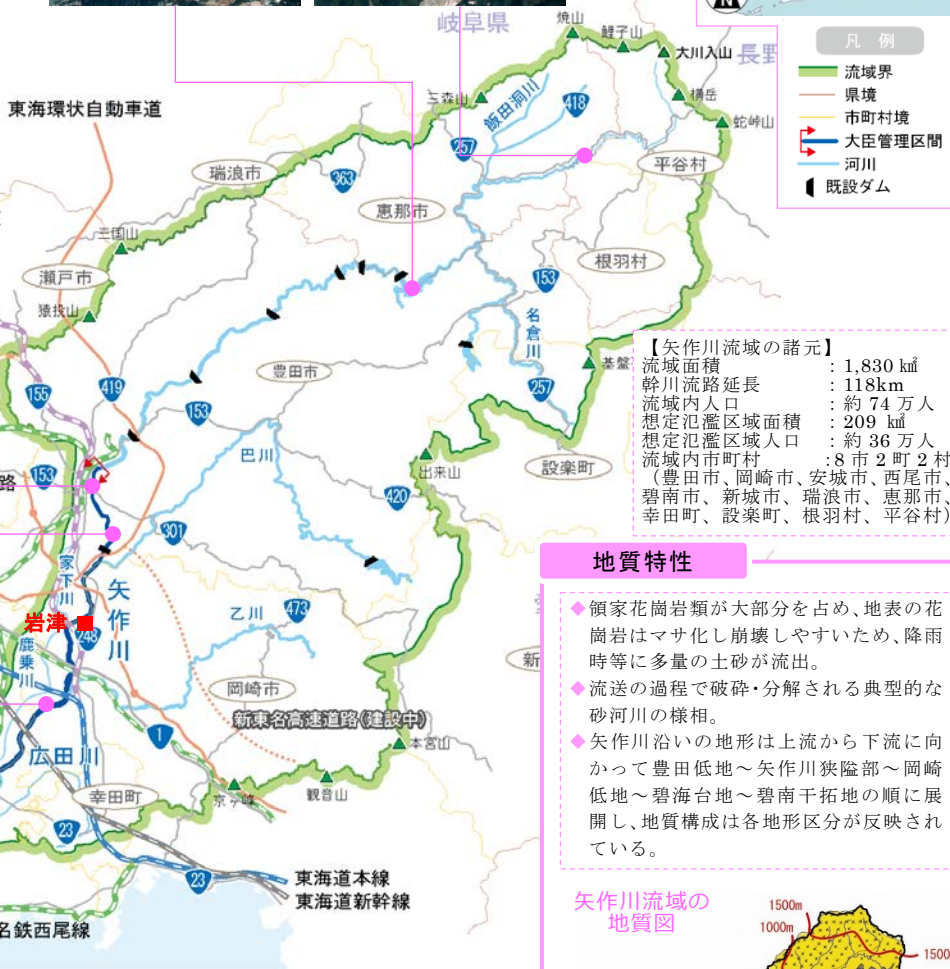 岐阜県
焼山
鯉子山
大川入山
長野
三森山
飯田洞川
418
横岳
蛇峠山
東海環状自動車道
257
平谷村
瑞浪市
363
恵那市
三国山
根羽村
瀬戸市
153
猿投山
名倉川
豊田市
155
419
153
257
巴川
出来山
設楽町
路
153
420
301
家下川
矢作川
乙川
473
岩津
248
鹿乗川
岡崎市
新東名高速道路(建設中)
1
本宮山
広田川
京ヶ峰
観音山
幸田町
23
23
東海道本線
東海道新幹線
名鉄西尾線
新
N
凡 例
流域界
県境
市町村境
大臣管理区間
河川
既設ダム
【矢作川流域の諸元】
流域面積 : 1,830 ㎢
幹川流路延長 : 118km
流域内人口 : 約 74 万人
想定氾濫区域面積 : 209 ㎢
想定氾濫区域人口 : 約 36 万人
流域内市町村 :8 市 2 町 2 村
(豊田市、岡崎市、安城市、西尾市、
碧南市、新城市、瑞浪市、恵那市、
幸田町、設楽町、根羽村、平谷村)
地質特性
◆領家花崗岩類が大部分を占め、地表の花
崗岩はマサ化し崩壊しやすいため、降雨
時等に多量の土砂が流出。
◆流送の過程で破砕・分解される典型的な
砂河川の様相。
◆矢作川沿いの地形は上流から下流に向
かって豊田低地～矢作川狭隘部～岡崎
低地～碧海台地～碧南干拓地の順に展
開し、地質構成は各地形区分が反映され
ている。
矢作川流域の
地質図
1500m
1000m
1500